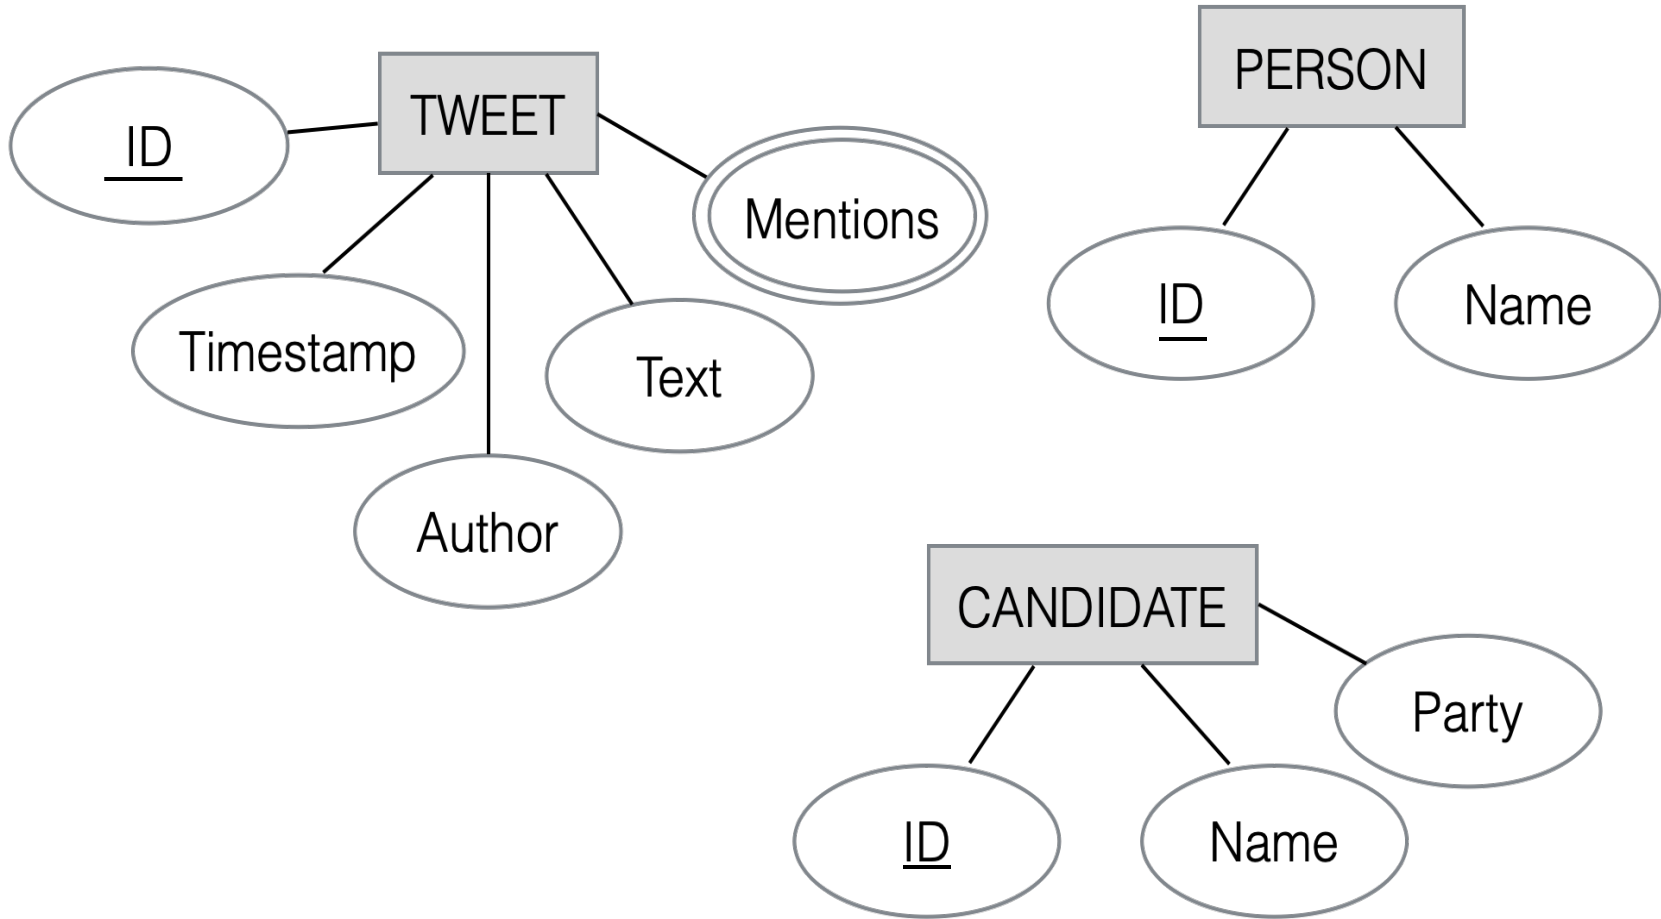 TWEET
ID
Timestamp
Author
Text
Mentions
PERSON
ID
Name
CANDIDATE
ID
Name
Party